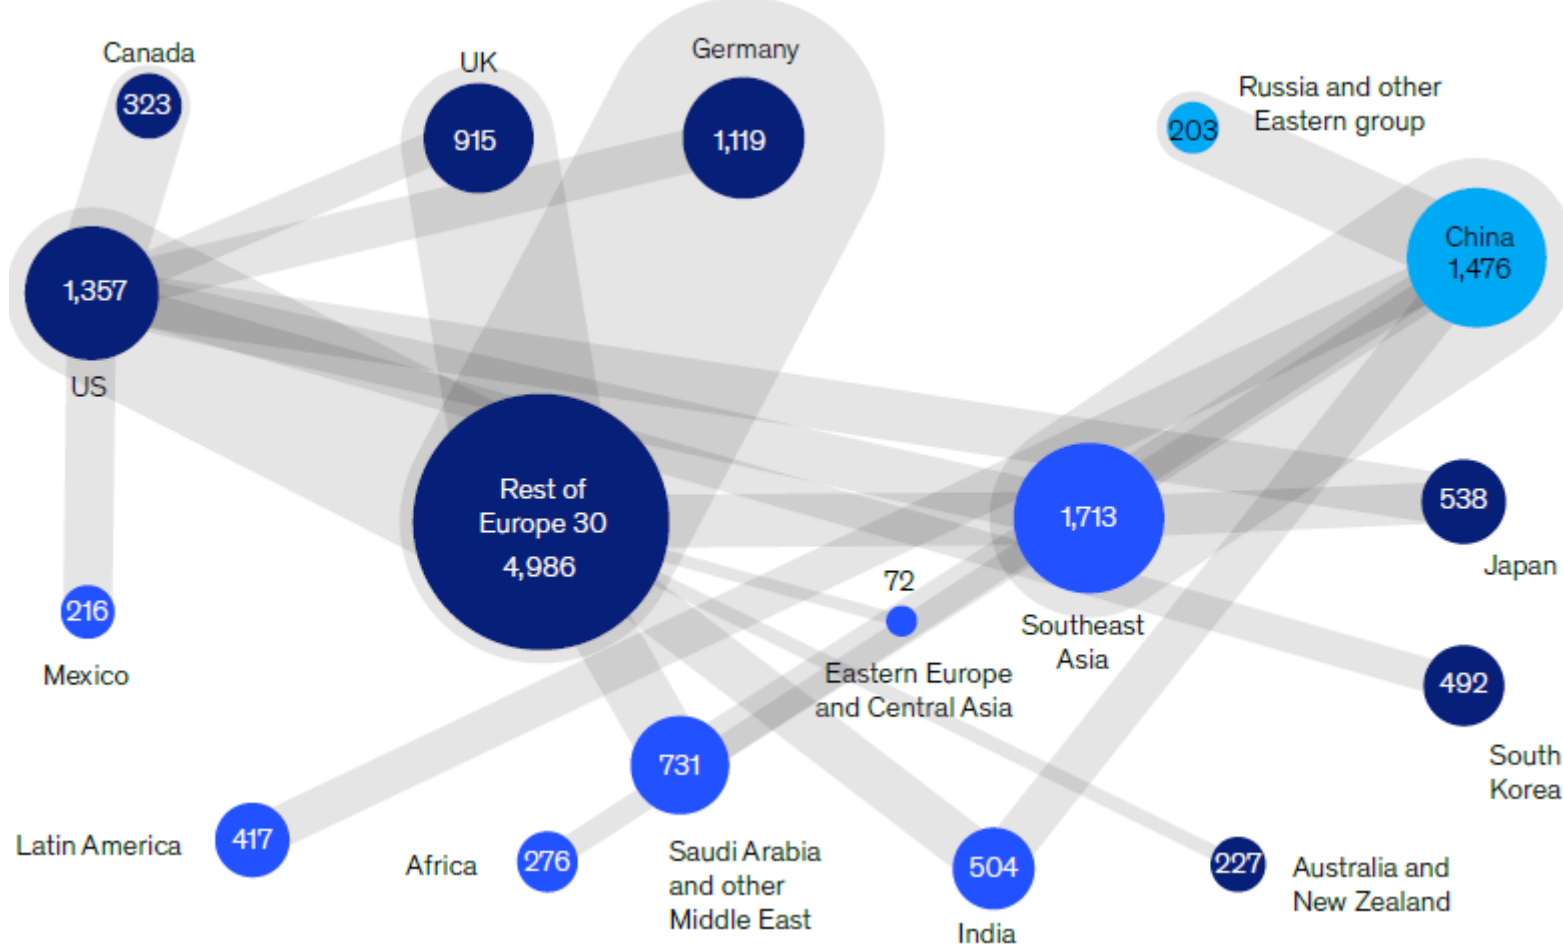 Canada
323
UK
915
Germany
1,119
Russia and other
Eastern group
203
China
1,476
1,357
US
Rest of
Europe 30
4,986
1,713
Southeast
Asia
538
Japan
72
Eastern Europe
and Central Asia
216
Mexico
492
South
Korea
731
Saudi Arabia
and other
Middle East
Latin America
417
Africa
276
504
India
227
Australia and
New Zealand